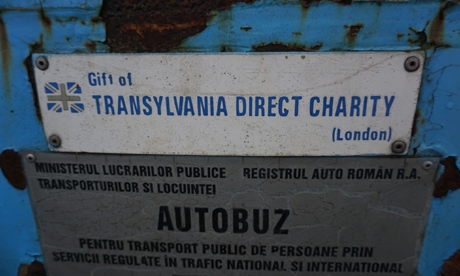 Gift of
TRANSYLVANIA DIRECT CHARITY
(London)
MINISTERUL LUCRARILOR PUBLICE REGISTRUL AUTO ROMÂN R.A.
TRANSPORTURILOR SI LOCUINTEI
AUTOBUZ
PENTRU TRANSPORT PUBLIC DE PERSOANE PRIN
SERVICII REGULATE ÎN TRAFIC NATIONAL SI INTERNATIONAL